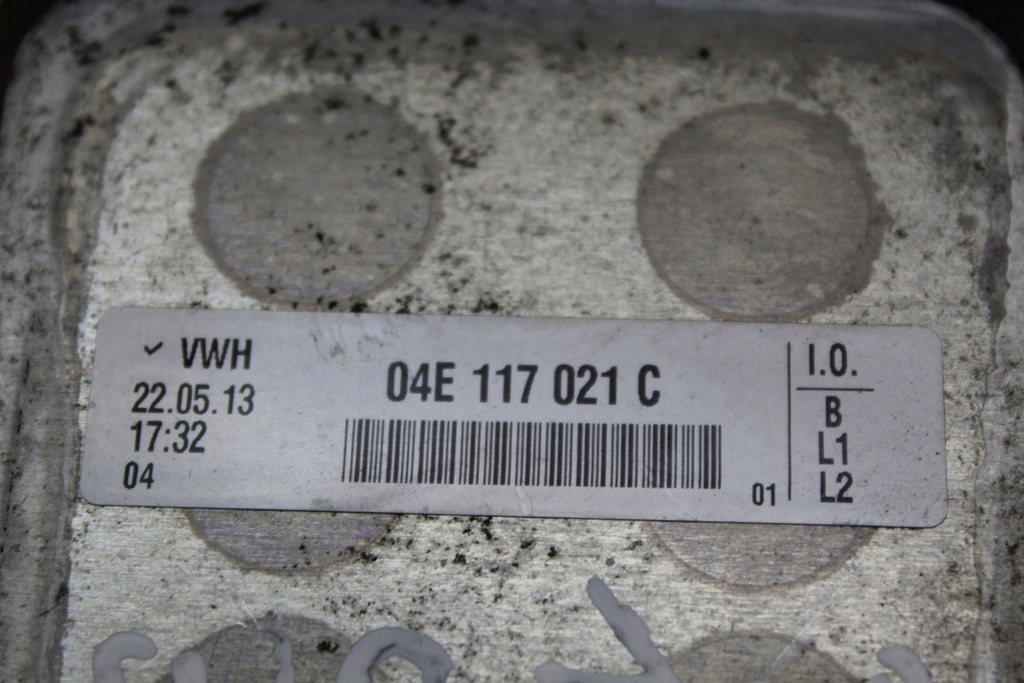 ✓ VWH
22.05.13
17:32
04
04E 117 021 C
01
I.O.
B
L1
L2